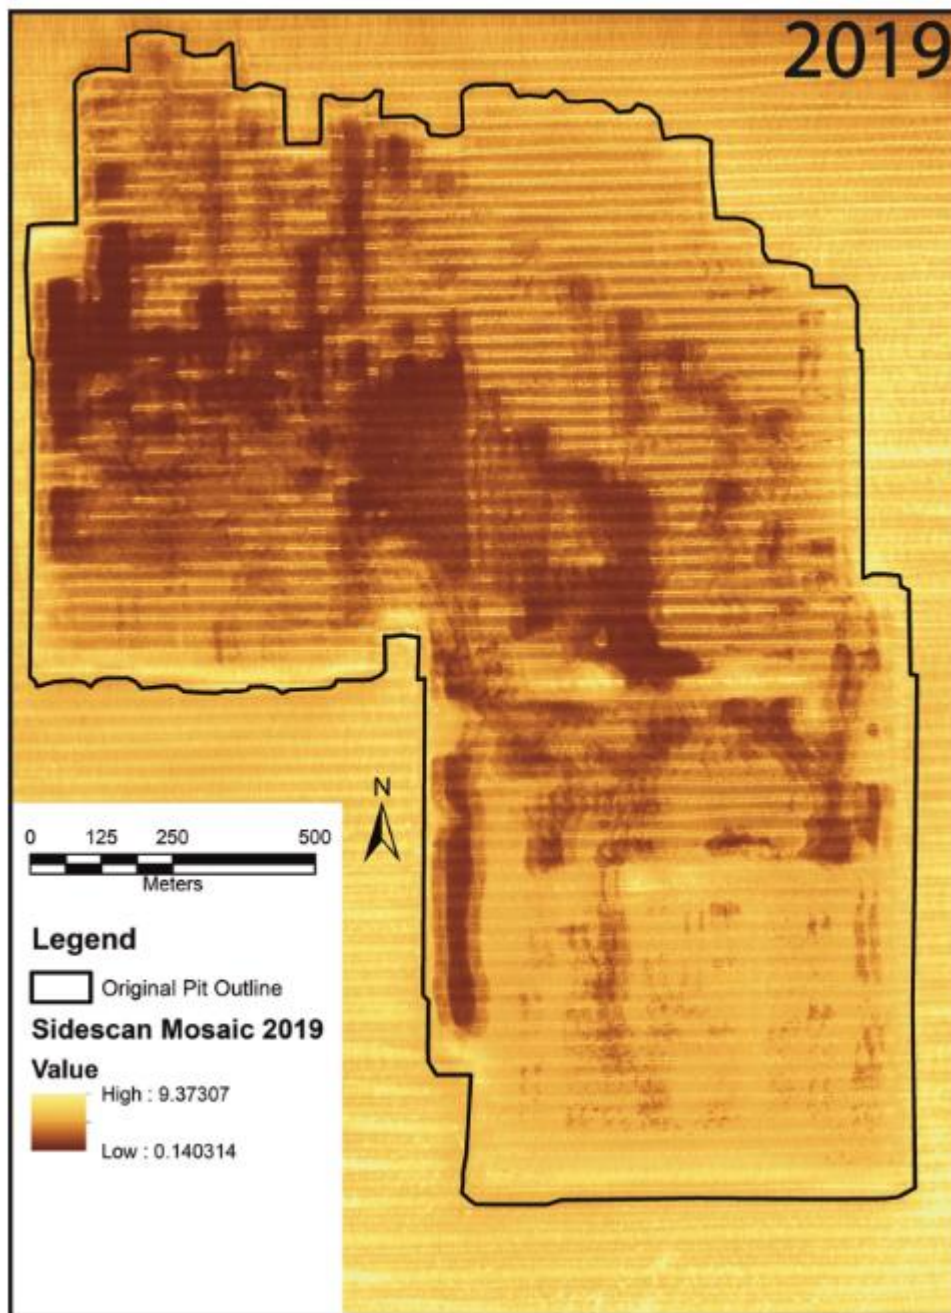 2019
N
0 125 250 500
Meters
Legend
Original Pit Outline
Sidescan Mosaic 2019
Value
High : 9.37307
Low : 0.140314